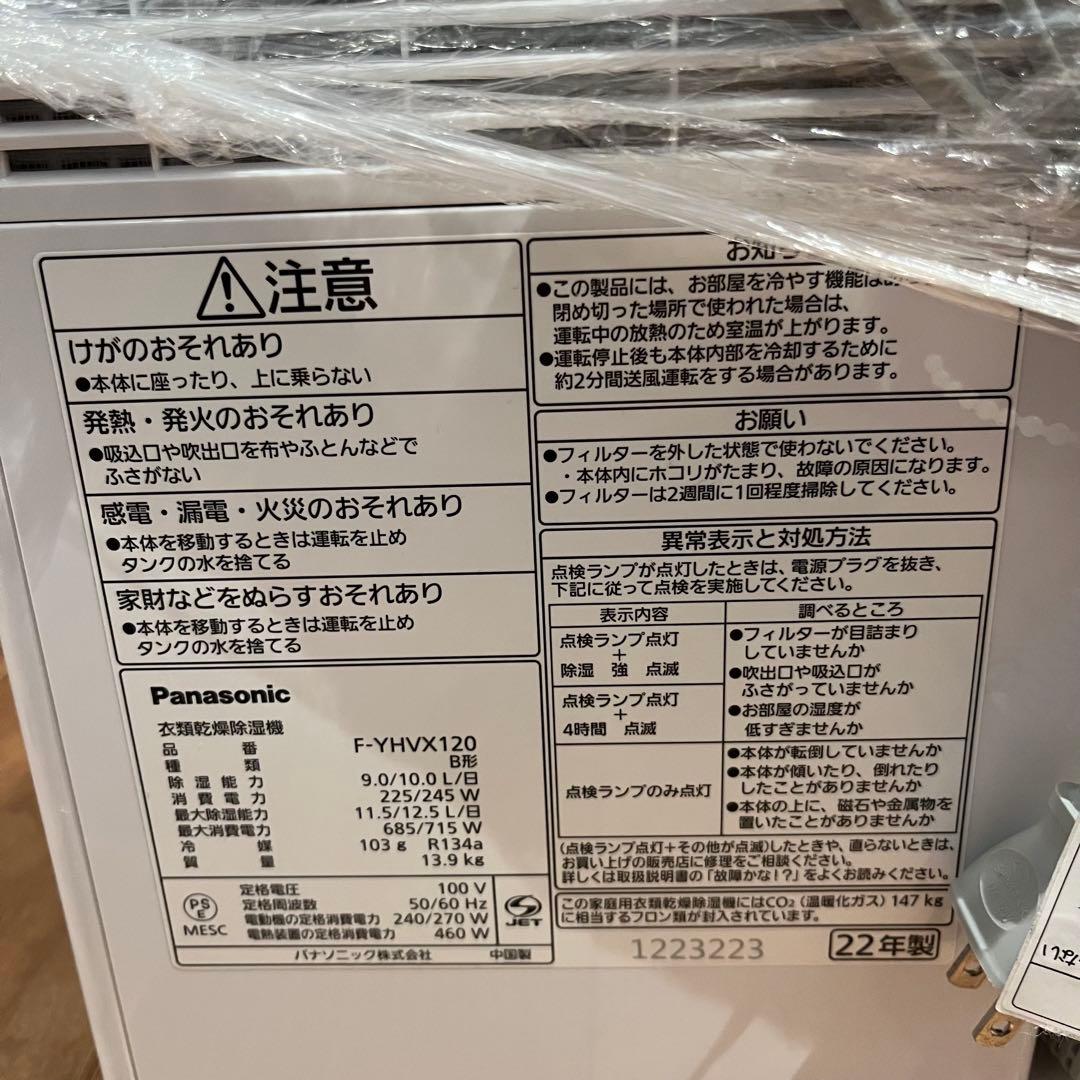 注意
けがのおそれあり
●本体に座ったり、上に乗らない
発熱・発火のおそれあり
●吸込口や吹出口を布やふとんなどで
ふさがない
感電・漏電・火災のおそれあり
●本体を移動するときは運転を止め
タンクの水を捨てる
家財などをぬらすおそれあり
●本体を移動するときは運転を止め
タンクの水を捨てる
Panasonic
衣類乾燥除湿機
品番 F-YHVX120
種類 B形
除湿能力 9.0/10.0 L/日
消費電力 225/245 W
最大除湿能力 11.5/12.5 L/日
最大消費電力 685/715 W
冷媒 103 g R134a
質量 13.9 kg
PS
E
MESC
定格電圧 100 V
定格周波数 50/60 Hz
電動機の定格消費電力 240/270 W
電熱装置の定格消費電力 460 W
JET
パナソニック株式会社 中国製
お知ら
●この製品には、お部屋を冷やす機能は
閉め切った場所で使われた場合は、
運転中の放熱のため室温が上がります。
●運転停止後も本体内部を冷却するために
約2分間送風運転をする場合があります。
お願い
●フィルターを外した状態で使わないでください。
・本体内にホコリがたまり、故障の原因になります。
●フィルターは2週間に1回程度掃除してください。
異常表示と対処方法
点検ランプが点灯したときは、電源プラグを抜き、
下記に従って点検を実施してください。
表示内容 調べるところ
点検ランプ点灯
+
除湿 強 点滅
点検ランプ点灯
+
4時間 点滅
●フィルターが目詰まり
していませんか
●吹出口や吸込口が
ふさがっていませんか
●お部屋の湿度が
低すぎませんか
点検ランプのみ点灯
●本体が転倒していませんか
●本体が傾いたり、倒れたり
したことがありませんか
●本体の上に、磁石や金属物を
置いたことがありませんか
(点検ランプ点灯+その他が点滅)したときや、直らないときは、
お買い上げの販売店に修理をご相談ください。
詳しくは取扱説明書の「故障かな!?」をよくお読みください。
この家庭用衣類乾燥除湿機にはCO₂(温暖化ガス)147 kg
に相当するフロン類が封入されています。
1223223 22年製
ない